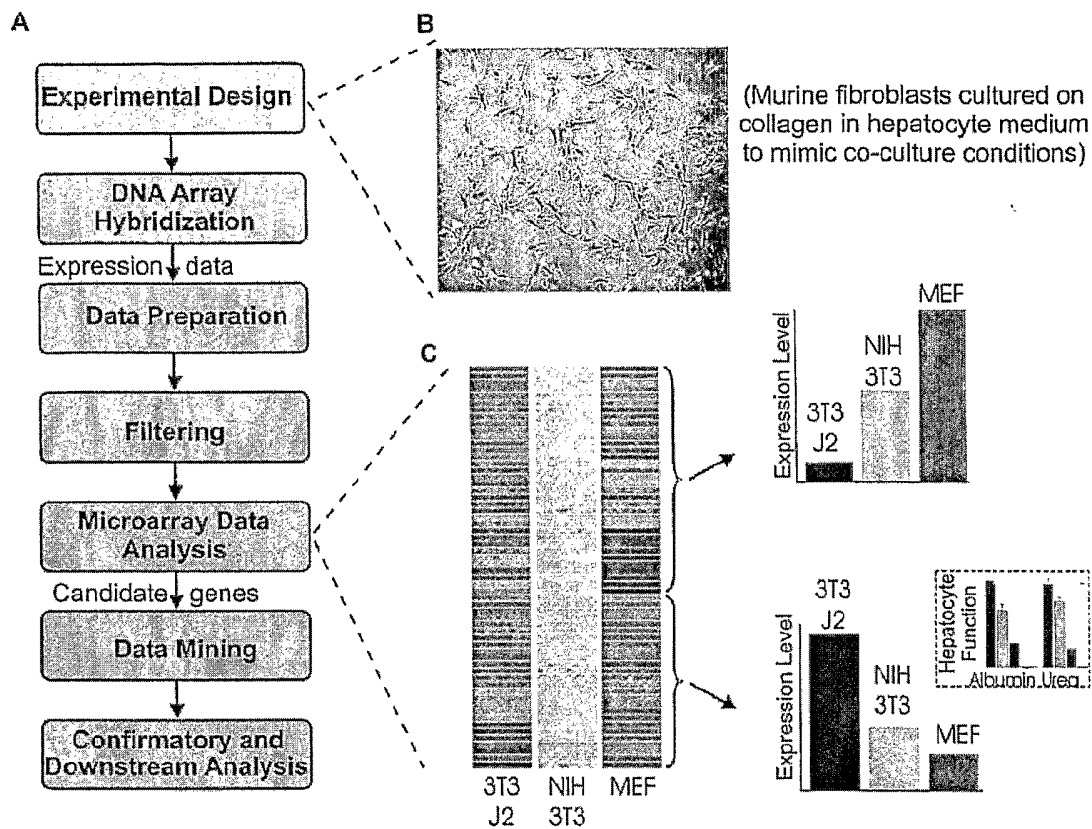 A
Experimental Design
DNA Array
Hybridization
Expression data
Data Preparation
Filtering
Microarray Data
Analysis
Candidate genes
Data Mining
Confirmatory and
Downstream Analysis
B
(Murine fibroblasts cultured on
collagen in hepatocyte medium
to mimic co-culture conditions)
C
3T3
J2
NIH
3T3
MEF
Expression Level
3T3
J2
NIH
3T3
MEF
Expression Level
3T3
J2
NIH
3T3
MEF
Hepatocyte
Function
Albumin Urea